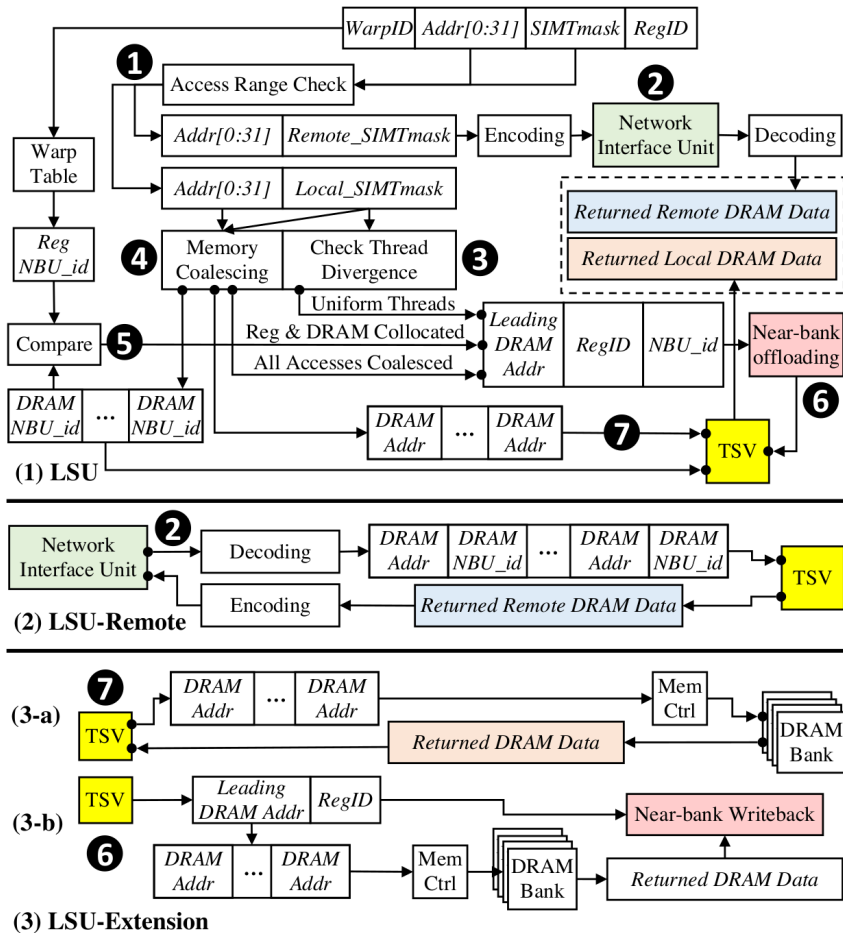 WarpID Addr[0:31] SIMTmask RegID
1
Access Range Check
2
Addr[0:31] Remote_SIMTmask
Encoding
Network
Interface Unit
Decoding
Warp
Table
Addr[0:31] Local_SIMTmask
Returned Remote DRAM Data
Returned Local DRAM Data
Reg
NBU_id
4
Memory
Coalescing
Check Thread
Divergence
3
Uniform Threads
Compare
5
Reg & DRAM Collocated
All Accesses Coalesced
Leading
DRAM
Addr
RegID
NBU_id
Near-bank
offloading
6
DRAM
NBU_id
...
DRAM
NBU_id
DRAM
Addr
...
DRAM
Addr
7
TSV
(1) LSU
Network
Interface Unit
2
Decoding
DRAM
Addr
DRAM
NBU_id
...
DRAM
Addr
DRAM
NBU_id
TSV
Encoding
Returned Remote DRAM Data
(2) LSU-Remote
7
(3-a)
TSV
DRAM
Addr
...
DRAM
Addr
Mem
Ctrl
DRAM
Bank
Returned DRAM Data
(3-b)
TSV
6
Leading
DRAM Addr
RegID
Near-bank Writeback
DRAM
Addr
...
DRAM
Addr
Mem
Ctrl
DRAM
Bank
Returned DRAM Data
(3) LSU-Extension